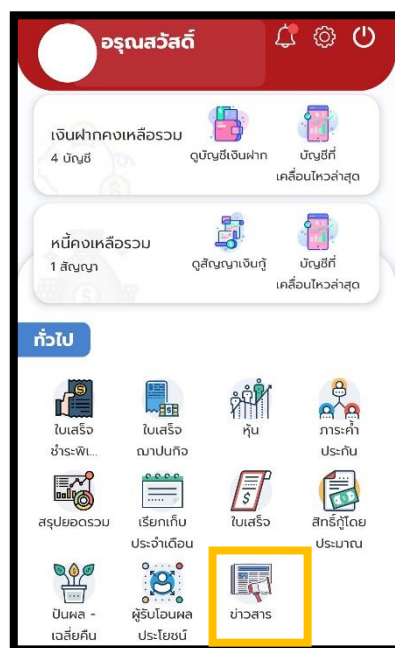 อรุณสวัสดิ์
เงินฝากคงเหลือรวม
4 บัญชี
ดูบัญชีเงินฝาก
บัญชีที่
เคลื่อนไหวล่าสุด
หนี้คงเหลือรวม
1 สัญญา
ดูสัญญาเงินกู้
บัญชีที่
เคลื่อนไหวล่าสุด
ทั่วไป
ใบเสร็จ
ชำระพิเ...
ใบเสร็จ
ฌาปนกิจ
หุ้น
ภาระค้ำ
ประกัน
สรุปยอดรวม
เรียกเก็บ
ประจำเดือน
ใบเสร็จ
สิทธิ์กู้โดย
ประมาณ
ปันผล -
เฉลี่ยคืน
ผู้รับโอนผล
ประโยชน์
ข่าวสาร